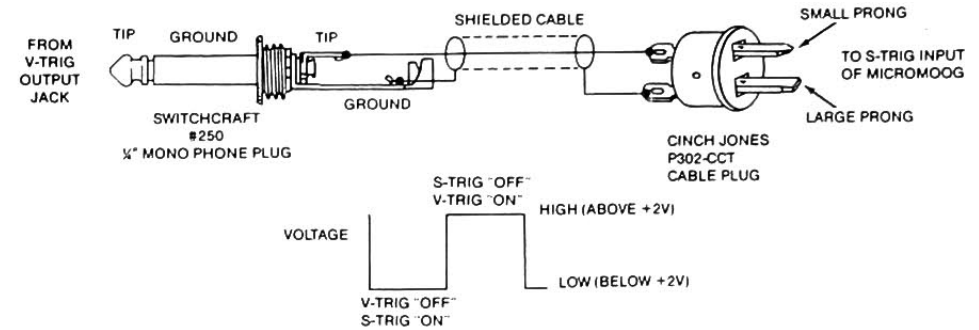 FROM
V-TRIG
OUTPUT
JACK
TIP
GROUND
SWITCHCRAFT
#250
¼" MONO PHONE PLUG
TIP
GROUND
SHIELDED CABLE
SMALL PRONG
TO S-TRIG INPUT
OF MICROMOOG
LARGE PRONG
CINCH JONES
P302-CCT
CABLE PLUG
S-TRIG "OFF"
V-TRIG "ON"
HIGH (ABOVE +2V)
VOLTAGE
LOW (BELOW +2V)
V-TRIG "OFF"
S-TRIG "ON"